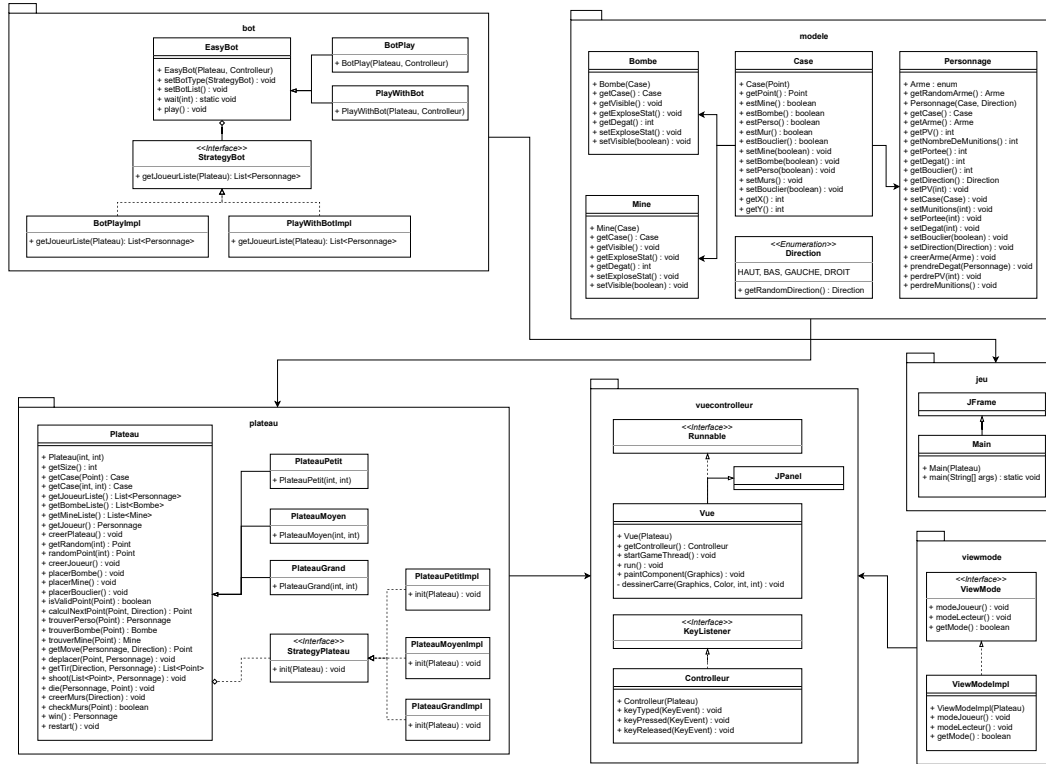 bot
EasyBot
+ EasyBot(Plateau, Controlleur)
+ setBotType(StrategyBot) : void
+ setBotList() : void
+ wait(int) : static void
+ play() : void
BotPlay
+ BotPlay(Plateau, Controlleur)
PlayWithBot
+ PlayWithBot(Plateau, Controlleur)
<<Interface>>
StrategyBot
+ getJoueurListe(Plateau): List<Personnage>
BotPlayImpl
+ getJoueurListe(Plateau): List<Personnage>
PlayWithBotImpl
+ getJoueurListe(Plateau): List<Personnage>
modele
Bombe
+ Bombe(Case)
+ getCase() : Case
+ getVisible() : void
+ getExploseStat() : void
+ getDegat() : int
+ setExploseStat() : void
+ setVisible(boolean) : void
Mine
+ Mine(Case)
+ getCase() : Case
+ getVisible() : void
+ getExploseStat() : void
+ getDegat() : int
+ setExploseStat() : void
+ setVisible(boolean) : void
Case
+ Case(Point)
+ getPoint() : Point
+ estMine() : boolean
+ estBombe() : boolean
+ estPerso() : boolean
+ estMur() : boolean
+ estBouclier() : boolean
+ setMine(boolean) : void
+ setBombe(boolean) : void
+ setPerso(boolean) : void
+ setMurs() : void
+ setBouclier(boolean) : void
+ getX() : int
+ getY() : int
<<Enumeration>>
Direction
HAUT, BAS, GAUCHE, DROIT
+ getRandomDirection() : Direction
Personnage
+ Arme : enum
+ getRandomArme() : Arme
+ Personnage(Case, Direction)
+ getCase() : Case
+ getArme() : Arme
+ getPV() : int
+ getNombreDeMunitions() : int
+ getPortee() : int
+ getDegat() : int
+ getBouclier() : int
+ getDirection() : Direction
+ setPV(int) : void
+ setCase(Case) : void
+ setMunitions(int) : void
+ setPortee(int) : void
+ setDegat(int) : void
+ setBouclier(boolean) : void
+ setDirection(Direction) : void
+ creerArme(Arme) : void
+ prendreDegat(Personnage) : void
+ perdrePV(int) : void
+ perdreMunitions() : void
plateau
Plateau
+ Plateau(int, int)
+ getSize() : int
+ getCase(Point) : Case
+ getCase(int, int) : Case
+ getJoueurListe() : List<Personnage>
+ getBombeListe() : List<Bombe>
+ getMineListe() : Liste<Mine>
+ getJoueur() : Personnage
+ creerPlateau() : void
+ getRandom(int) : Point
+ randomPoint(int) : Point
+ creerJoueur() : void
+ placerBombe() : void
+ placerMine() : void
+ placerBouclier() : void
+ isValidPoint(Point) : boolean
+ calculNextPoint(Point, Direction) : Point
+ trouverPerso(Point) : Personnage
+ trouverBombe(Point) : Bombe
+ trouverMine(Point) : Mine
+ getMove(Personnage, Direction) : Point
+ deplacer(Point, Personnage) : void
+ getTir(Direction, Personnage) : List<Point>
+ shoot(List<Point>, Personnage) : void
+ die(Personnage, Point) : void
+ creerMurs(Direction) : void
+ checkMurs(Point) : boolean
+ win() : Personnage
+ restart() : void
PlateauPetit
+ PlateauPetit(int, int)
PlateauMoyen
+ PlateauMoyen(int, int)
PlateauGrand
+ PlateauGrand(int, int)
<<Interface>>
StrategyPlateau
+ init(Plateau) : void
PlateauPetitImpl
+ init(Plateau) : void
PlateauMoyenImpl
+ init(Plateau) : void
PlateauGrandImpl
+ init(Plateau) : void
vuecontrolleur
<<Interface>>
Runnable
JPanel
Vue
+ Vue(Plateau)
+ getControlleur() : Controlleur
+ startGameThread() : void
+ run() : void
+ paintComponent(Graphics) : void
- dessinerCarre(Graphics, Color, int, int) : void
<<Interface>>
KeyListener
Controlleur
+ Controlleur(Plateau)
+ keyTyped(KeyEvent) : void
+ keyPressed(KeyEvent) : void
+ keyReleased(KeyEvent) : void
jeu
JFrame
Main
+ Main(Plateau)
+ main(String[] args) : static void
viewmode
<<Interface>>
ViewMode
+ modeJoueur() : void
+ modeLecteur() : void
+ getMode() : boolean
ViewModeImpl
+ ViewModeImpl(Plateau)
+ modeJoueur() : void
+ modeLecteur() : void
+ getMode() : boolean